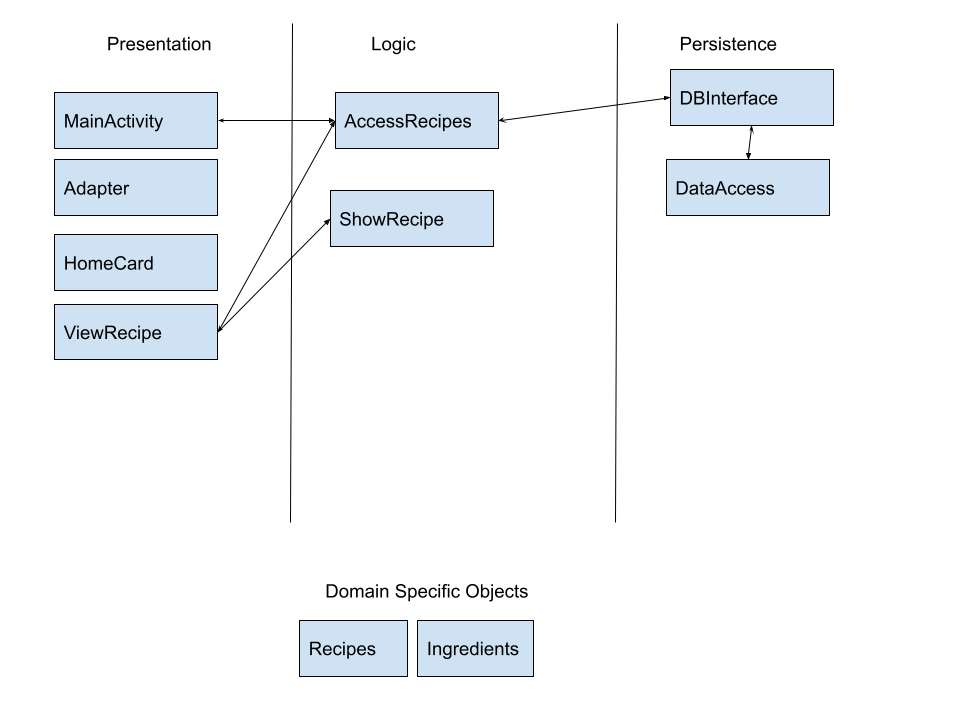 Presentation
Logic
Persistence
MainActivity
Adapter
HomeCard
ViewRecipe
AccessRecipes
ShowRecipe
DBInterface
DataAccess
Domain Specific Objects
Recipes
Ingredients